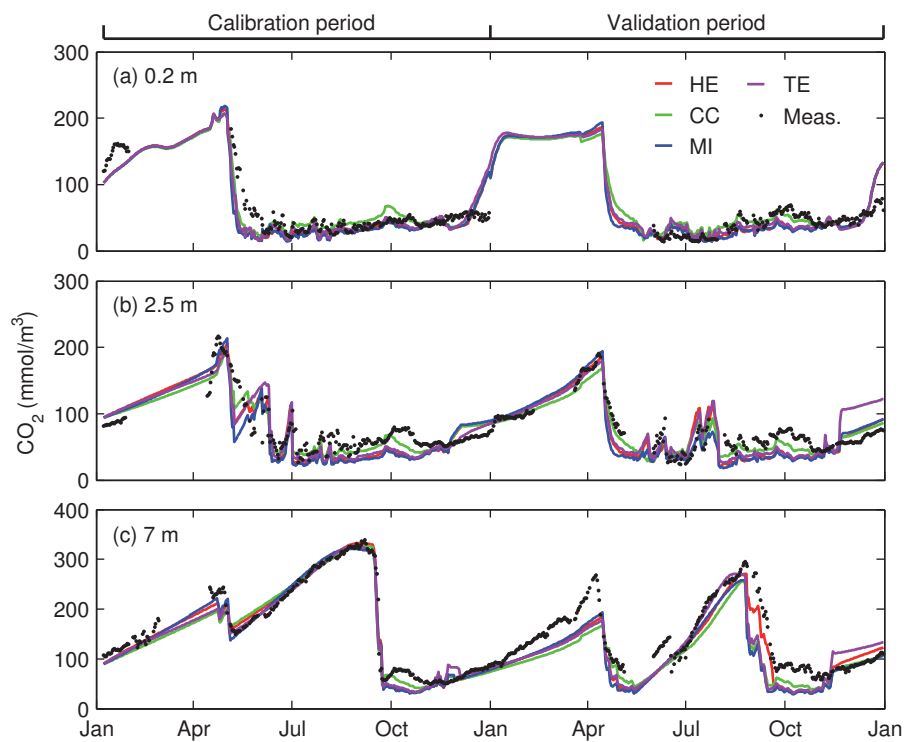 Calibration period Validation period
300
(a) 0.2 m
HE TE
CC Meas.
MI
200
100
0
300
(b) 2.5 m
200
100
0
CO₂ (mmol/m³)
400
(c) 7 m
300
200
100
0
Jan Apr Jul Oct Jan Apr Jul Oct Jan